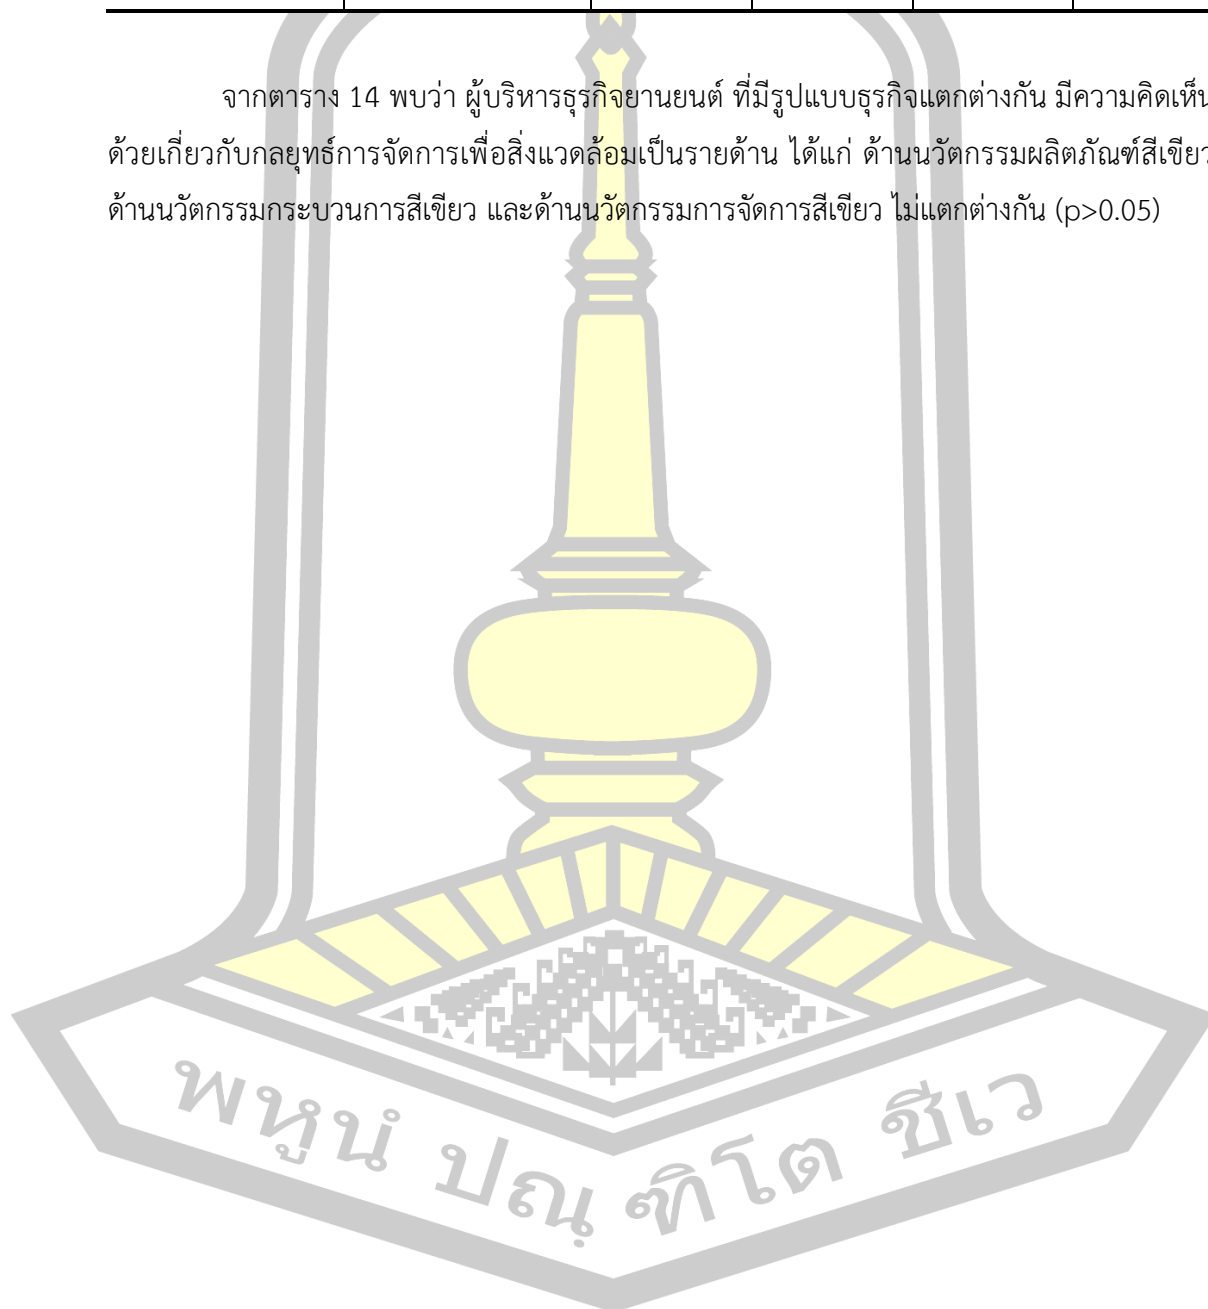 จากตาราง 14 พบว่า ผู้บริหารธุรกิจยานยนต์ ที่มีรูปแบบธุรกิจแตกต่างกัน มีความคิดเห็น
ด้วยเกี่ยวกับกลยุทธ์การจัดการเพื่อสิ่งแวดล้อมเป็นรายด้าน ได้แก่ ด้านนวัตกรรมผลิตภัณฑ์สีเขียว
ด้านนวัตกรรมกระบวนการสีเขียว และด้านนวัตกรรมการจัดการสีเขียว ไม่แตกต่างกัน (p>0.05)
พหูนํ ปณฺฑิโต ชีเว